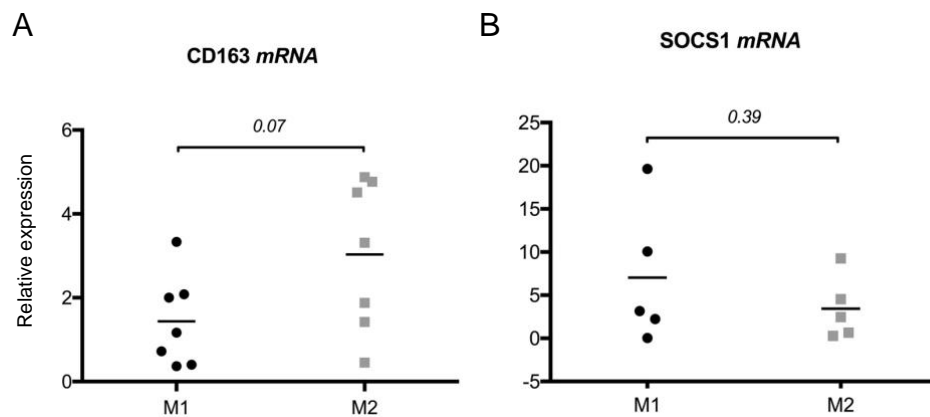 A
CD163 mRNA
0.07
Relative expression
6
4
2
0
M1
M2
B
SOCS1 mRNA
0.39
25
20
15
10
5
0
-5
M1
M2